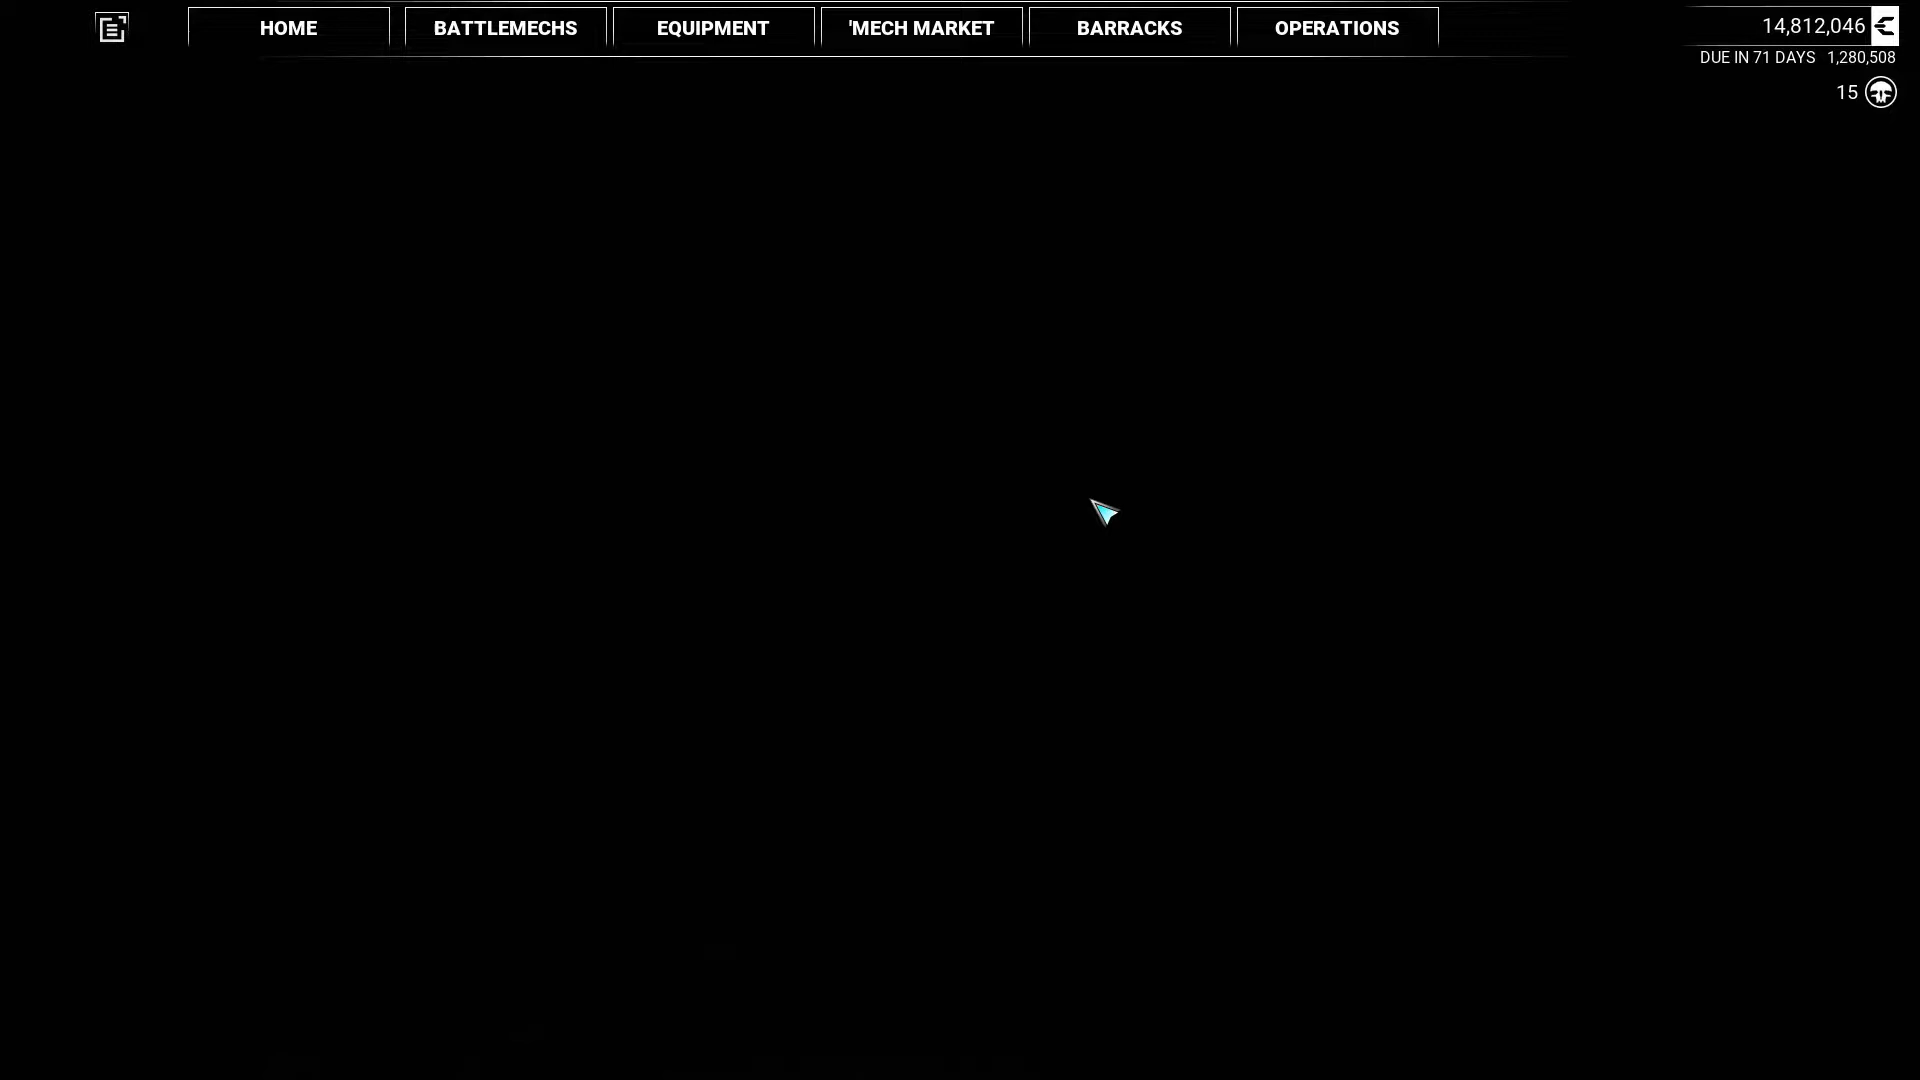 HOME
BATTLEMECHS
EQUIPMENT
'MECH MARKET
BARRACKS
OPERATIONS
14,812,046
DUE IN 71 DAYS 1,280,508
15